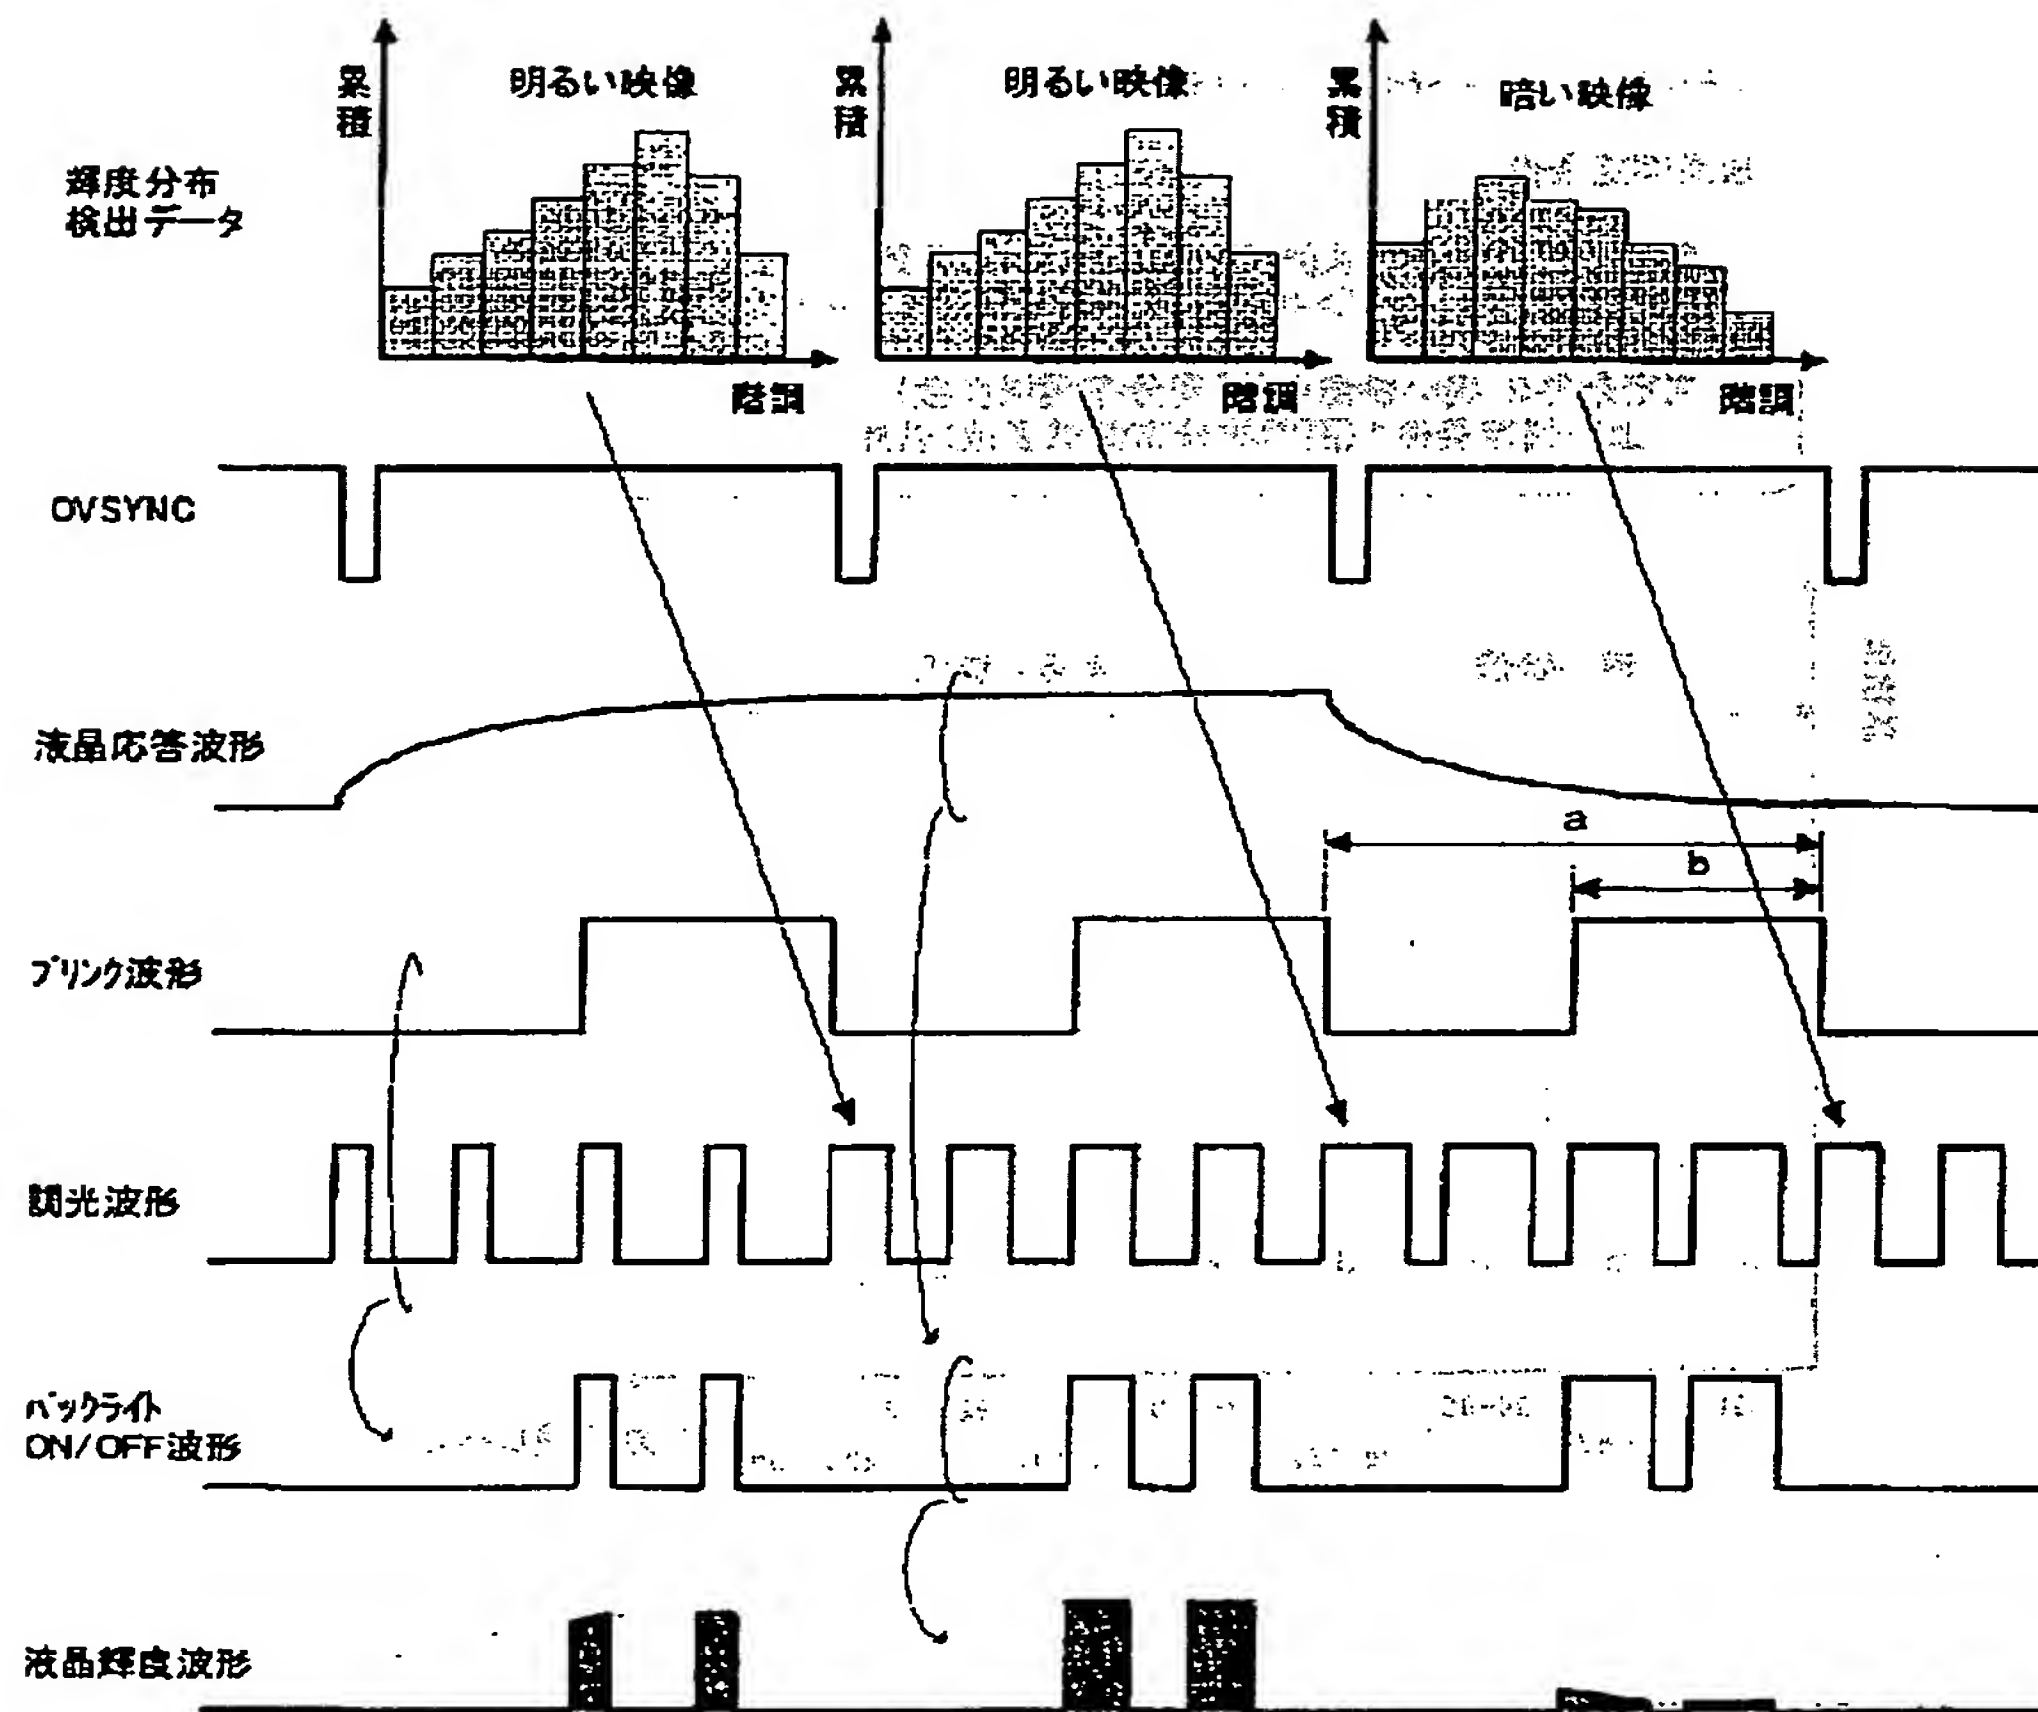 累積
明るい映像
累積
明るい映像
累積
暗い映像
輝度分布
検出データ
階調
階調
階調
OVSYNC
液晶応答波形
a
b
ブリンク波形
調光波形
バックライト
ON/OFF波形
液晶輝度波形